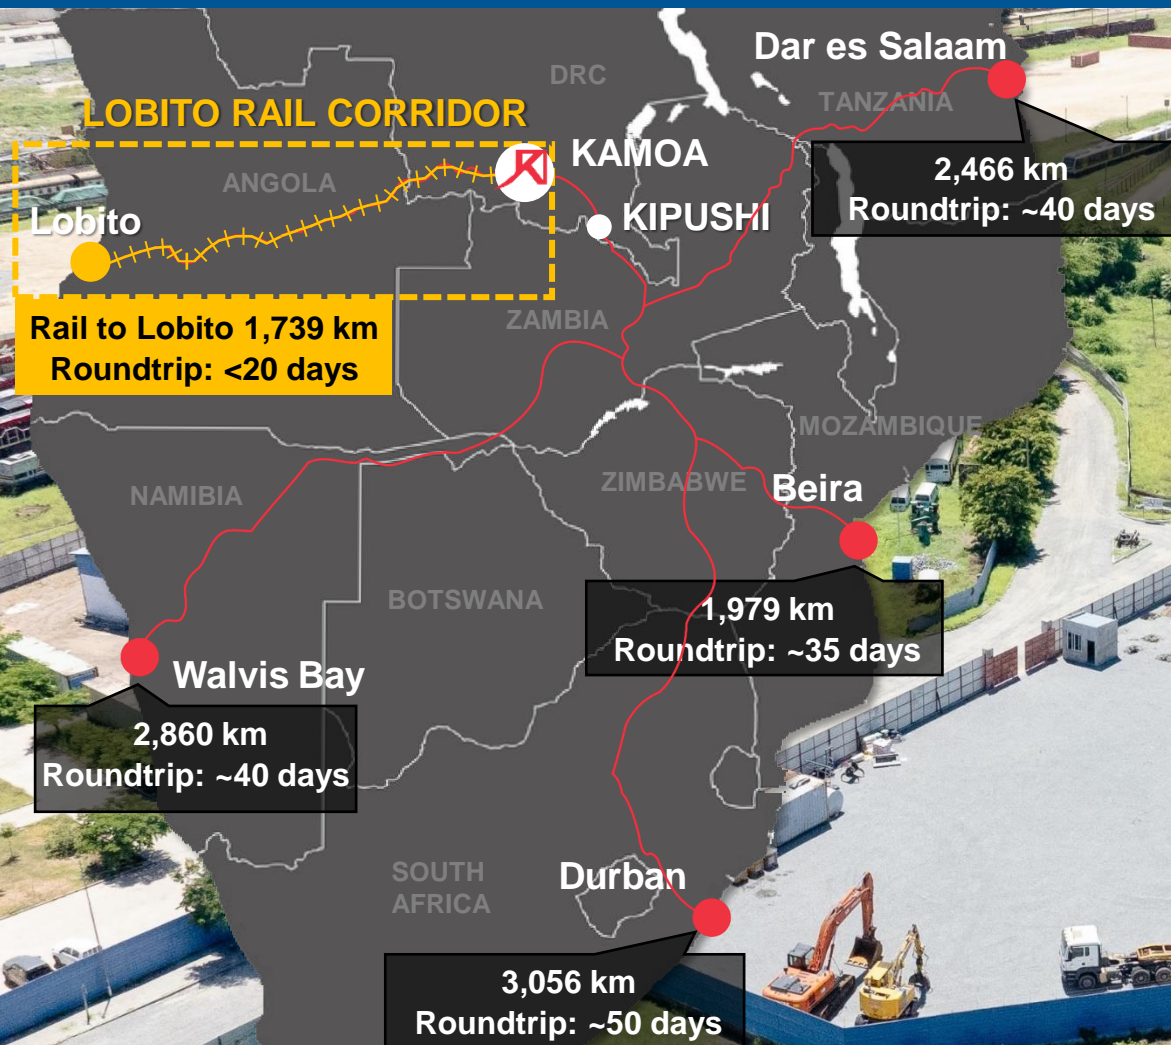 Dar es Salaam
DRC
TANZANIA
LOBITO RAIL CORRIDOR
KAMOA
2,466 km
Roundtrip: ~40 days
ANGOLA
Lobito
KIPUSHI
Rail to Lobito 1,739 km
Roundtrip: <20 days
ZAMBIA
MOZAMBIQUE
NAMIBIA
ZIMBABWE
Beira
BOTSWANA
1,979 km
Roundtrip: ~35 days
Walvis Bay
2,860 km
Roundtrip: ~40 days
SOUTH
AFRICA
Durban
3,056 km
Roundtrip: ~50 days